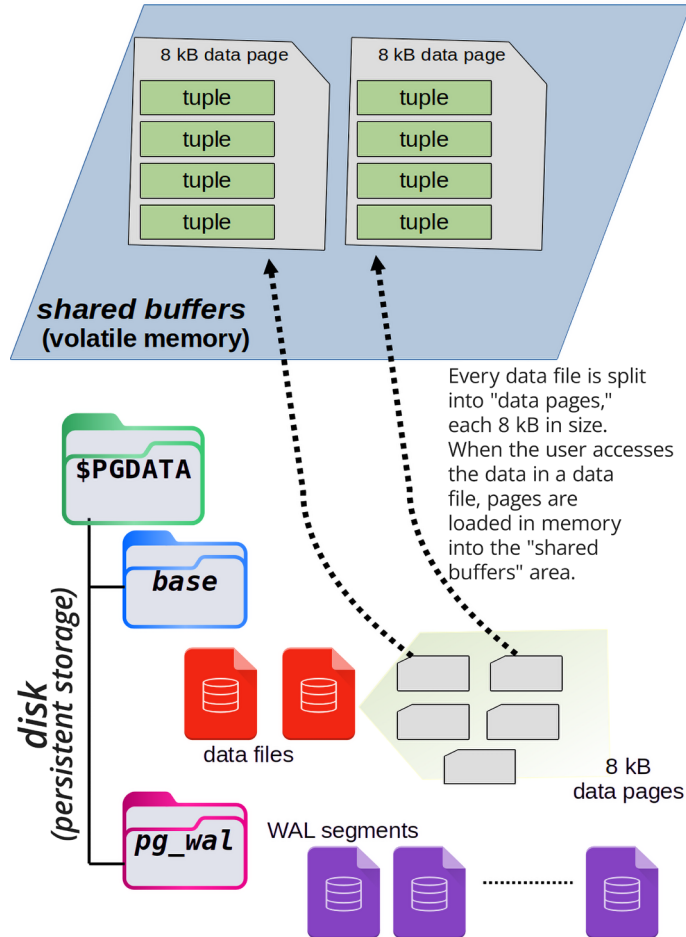 8 kB data page
8 kB data page
tuple
tuple
tuple
tuple
tuple
tuple
tuple
tuple
shared buffers
(volatile memory)
Every data file is split
into "data pages,"
each 8 kB in size.
When the user accesses
the data in a data
file, pages are
loaded in memory
into the "shared
buffers" area.
$PGDATA
base
disk
(persistent storage)
data files
8 kB
data pages
pg_wal
WAL segments